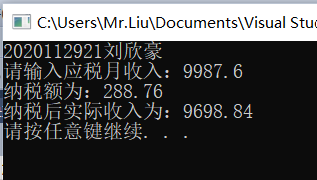 C:\Users\Mr.Liu\Documents\Visual Stu
2020112921刘欣豪
请输入应税月收入：9987.6
纳税额为：288.76
纳税后实际收入为：9698.84
请按任意键继续. . .